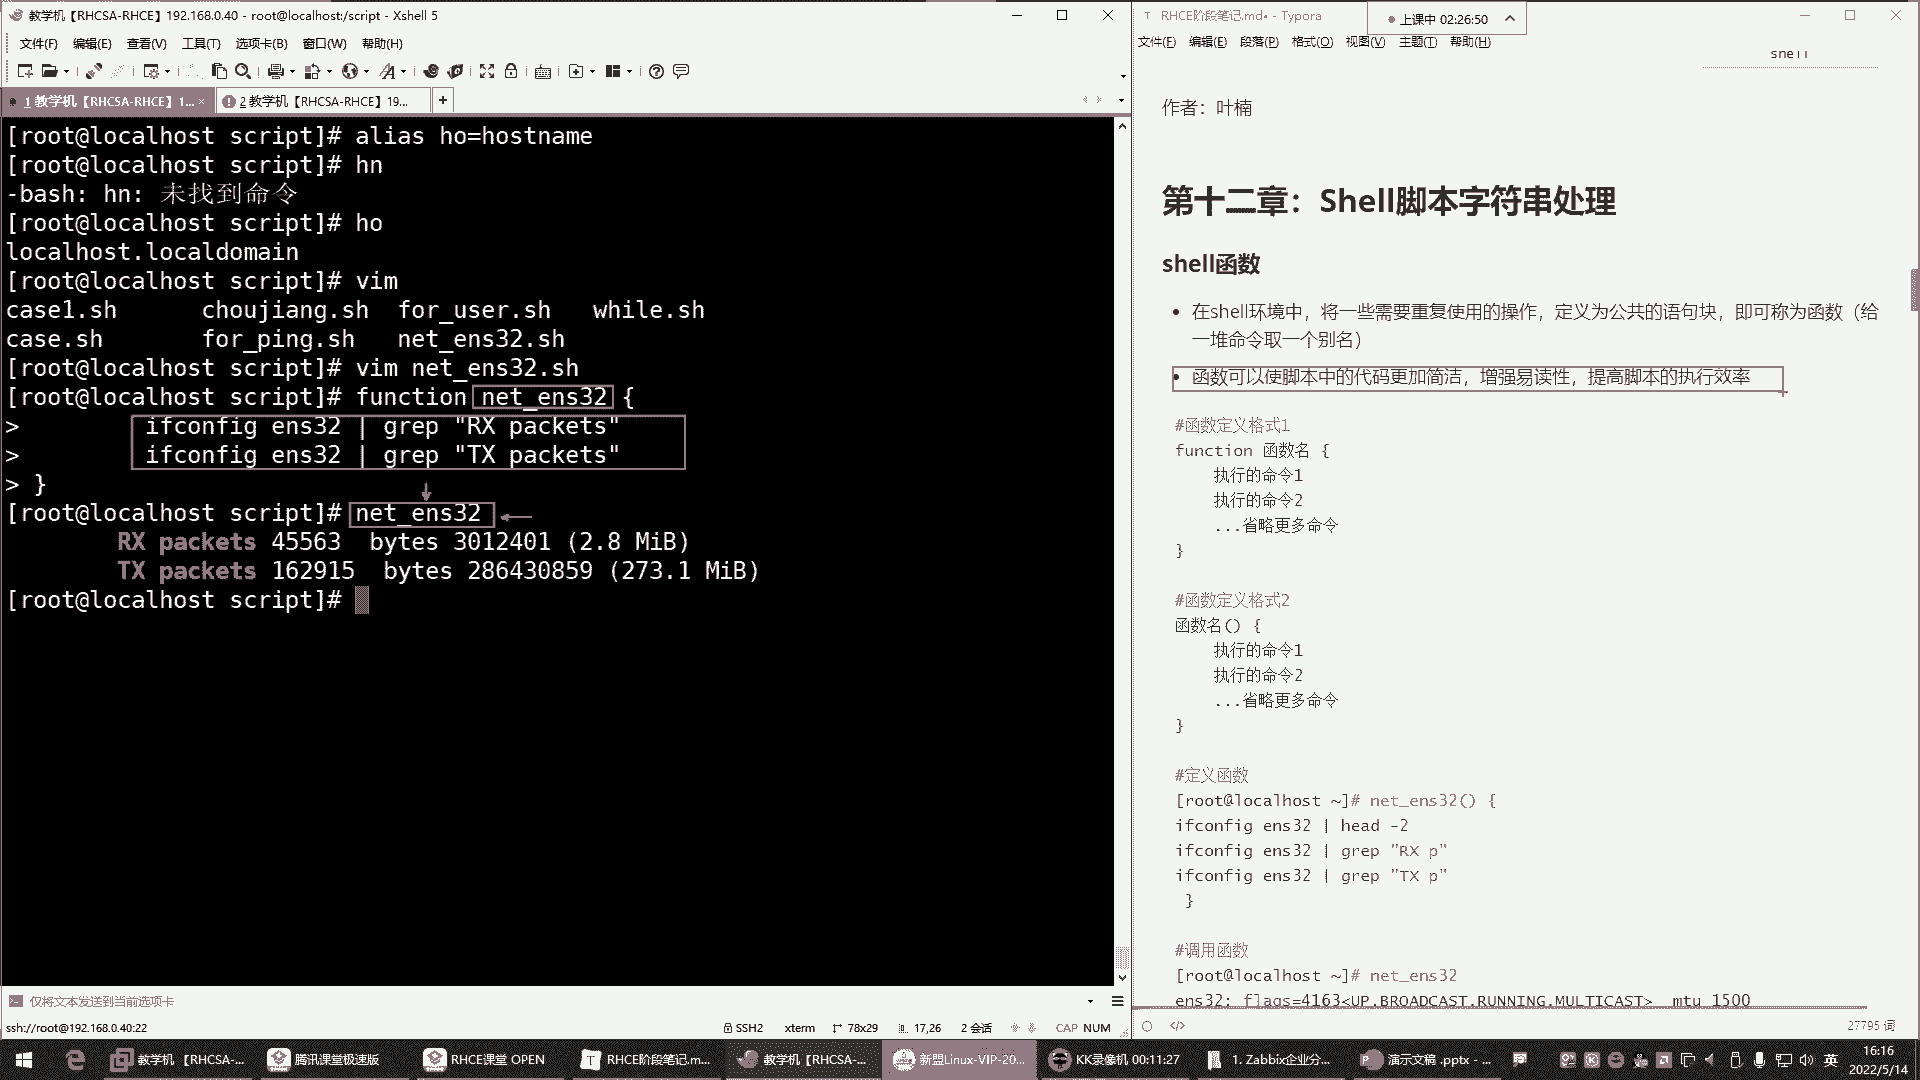 教学机【RHCSA-RHCE】192.168.0.40 - root@localhost:/script - Xshell 5
文件(F) 编辑(E) 查看(V) 工具(T) 选项卡(B) 窗口(W) 帮助(H)
1 教学机【RHCSA-RHCE】1... × 2 教学机【RHCSA-RHCE】19... +
[root@localhost script]# alias ho=hostname
[root@localhost script]# hn
-bash: hn: 未找到命令
[root@localhost script]# ho
localhost.localdomain
[root@localhost script]# vim
case1.sh choujiang.sh for_user.sh while.sh
case.sh for_ping.sh net_ens32.sh
[root@localhost script]# vim net_ens32.sh
[root@localhost script]# function net_ens32 {
> ifconfig ens32 | grep "RX packets"
> ifconfig ens32 | grep "TX packets"
> }
[root@localhost script]# net_ens32
RX packets 45563 bytes 3012401 (2.8 MiB)
TX packets 162915 bytes 286430859 (273.1 MiB)
[root@localhost script]#
仅将文本发送到当前选项卡
ssh://root@192.168.0.40:22 SSH2 xterm 78x29 17,26 2 会话 CAP NUM
RHCE阶段笔记.md• - Typora
上课中 02:26:50
文件(F) 编辑(E) 段落(P) 格式(O) 视图(V) 主题(T) 帮助(H)
shell
作者：叶楠
第十二章：Shell脚本字符串处理
shell函数
• 在shell环境中，将一些需要重复使用的操作，定义为公共的语句块，即可称为函数（给
一堆命令取一个别名）
• 函数可以使脚本中的代码更加简洁，增强易读性，提高脚本的执行效率
#函数定义格式1
function 函数名 {
执行的命令1
执行的命令2
...省略更多命令
}
#函数定义格式2
函数名() {
执行的命令1
执行的命令2
...省略更多命令
}
#定义函数
[root@localhost ~]# net_ens32() {
ifconfig ens32 | head -2
ifconfig ens32 | grep "RX p"
ifconfig ens32 | grep "TX p"
}
#调用函数
[root@localhost ~]# net_ens32
ens32: flags=4163<UP,BROADCAST,RUNNING,MULTICAST> mtu 1500
27795 词
教学机【RHCSA-... 腾讯课堂极速版 RHCE课堂 OPEN RHCE阶段笔记.m... 教学机【RHCSA-... 新盟Linux-VIP-20... KK录像机 00:11:27 1. Zabbix企业分... 演示文稿 .pptx - ... 英 16:16
2022/5/14